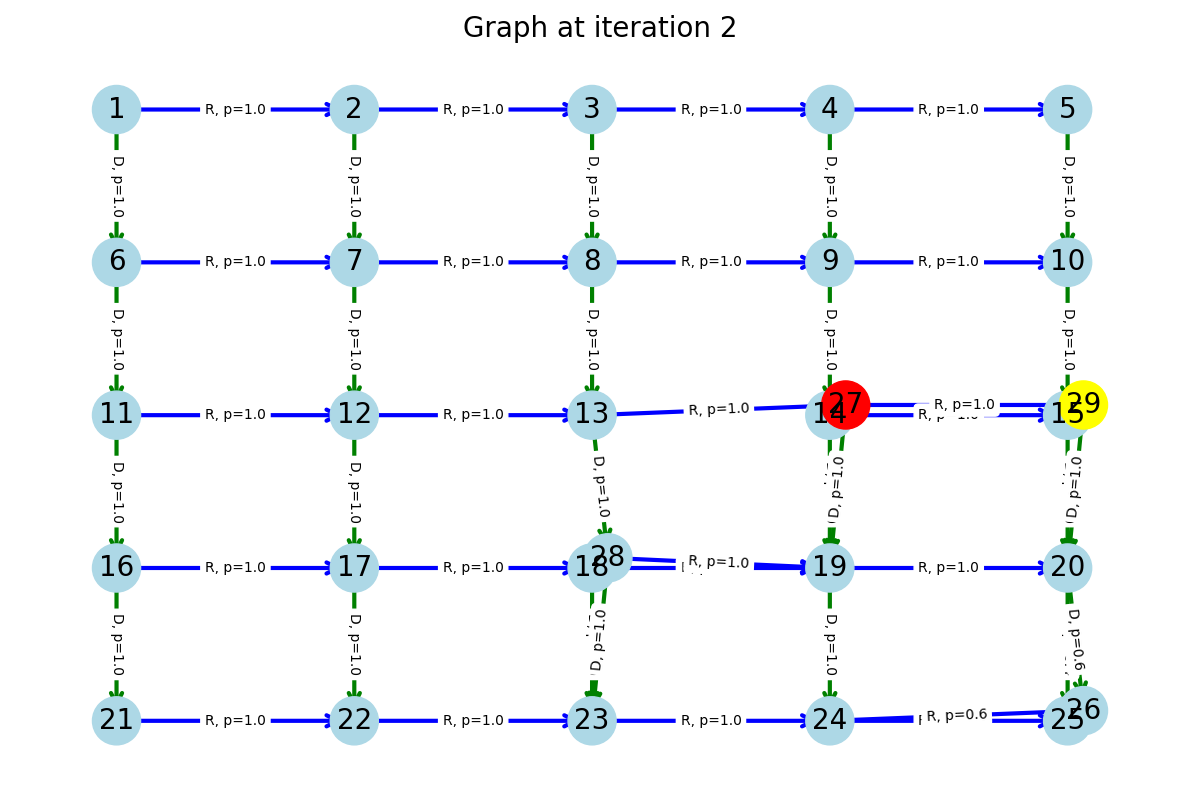 Graph at iteration 2
1 R, p=1.0 2 R, p=1.0 3 R, p=1.0 4 R, p=1.0 5
D, p=1.0 D, p=1.0 D, p=1.0 D, p=1.0 D, p=1.0
6 R, p=1.0 7 R, p=1.0 8 R, p=1.0 9 R, p=1.0 10
D, p=1.0 D, p=1.0 D, p=1.0 D, p=1.0 D, p=1.0
27 R, p=1.0 29
11 R, p=1.0 12 R, p=1.0 13 R, p=1.0 14 R, p=1.0 15
D, p=1.0 D, p=1.0 D, p=1.0 D, p=1.0 D, p=1.0
28 R, p=1.0
16 R, p=1.0 17 R, p=1.0 18 19 R, p=1.0 20
D, p=1.0 D, p=1.0 D, p=1.0 D, p=1.0 D, p=0.6
R, p=0.6 26
21 R, p=1.0 22 R, p=1.0 23 R, p=1.0 24 25